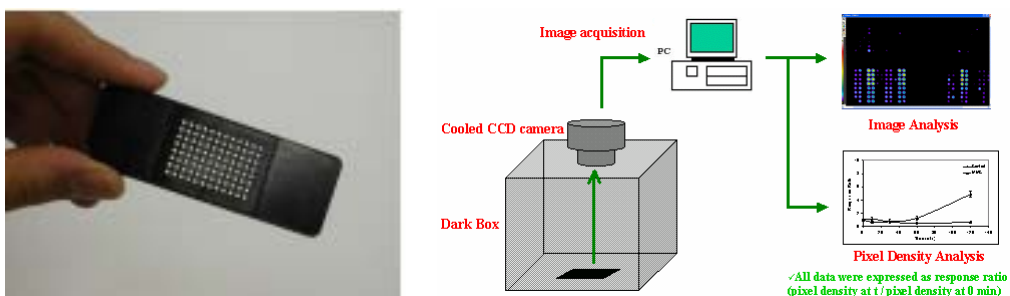 Image acquisition
PC
Cooled CCD camera
Dark Box
Image Analysis
Pixel Density Analysis
✓All data were expressed as response ratio
(pixel density at t / pixel density at 0 min)